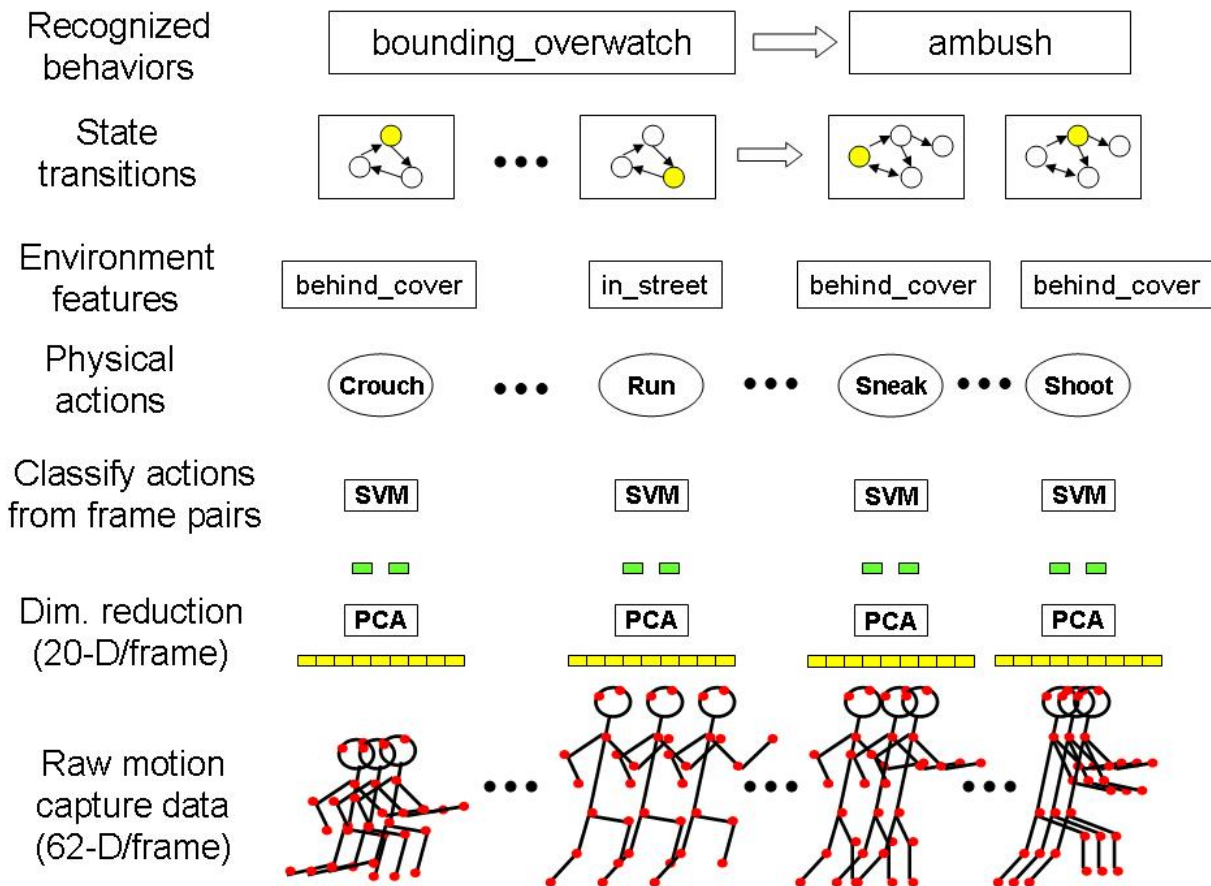 Recognized
behaviors
bounding_overwatch
ambush
State
transitions
Environment
features
behind_cover
in_street
behind_cover
behind_cover
Physical
actions
Crouch
Run
Sneak
Shoot
Classify actions
from frame pairs
SVM
SVM
SVM
SVM
Dim. reduction
(20-D/frame)
PCA
PCA
PCA
PCA
Raw motion
capture data
(62-D/frame)